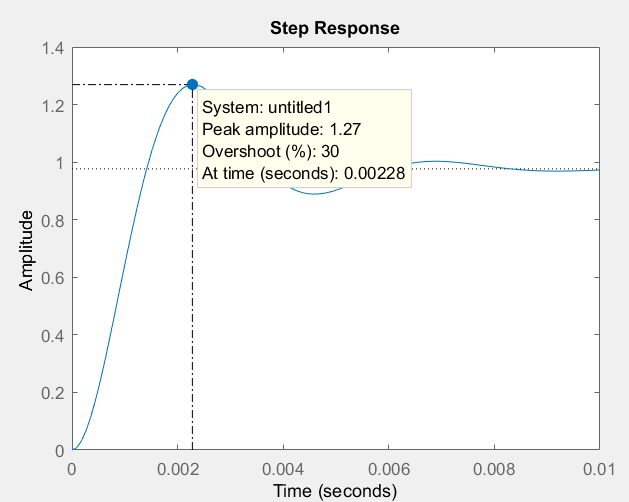 Step Response
1.4
1.2
1
0.8
0.6
0.4
0.2
0
Amplitude
System: untitled1
Peak amplitude: 1.27
Overshoot (%): 30
At time (seconds): 0.00228
0 0.002 0.004 0.006 0.008 0.01
Time (seconds)